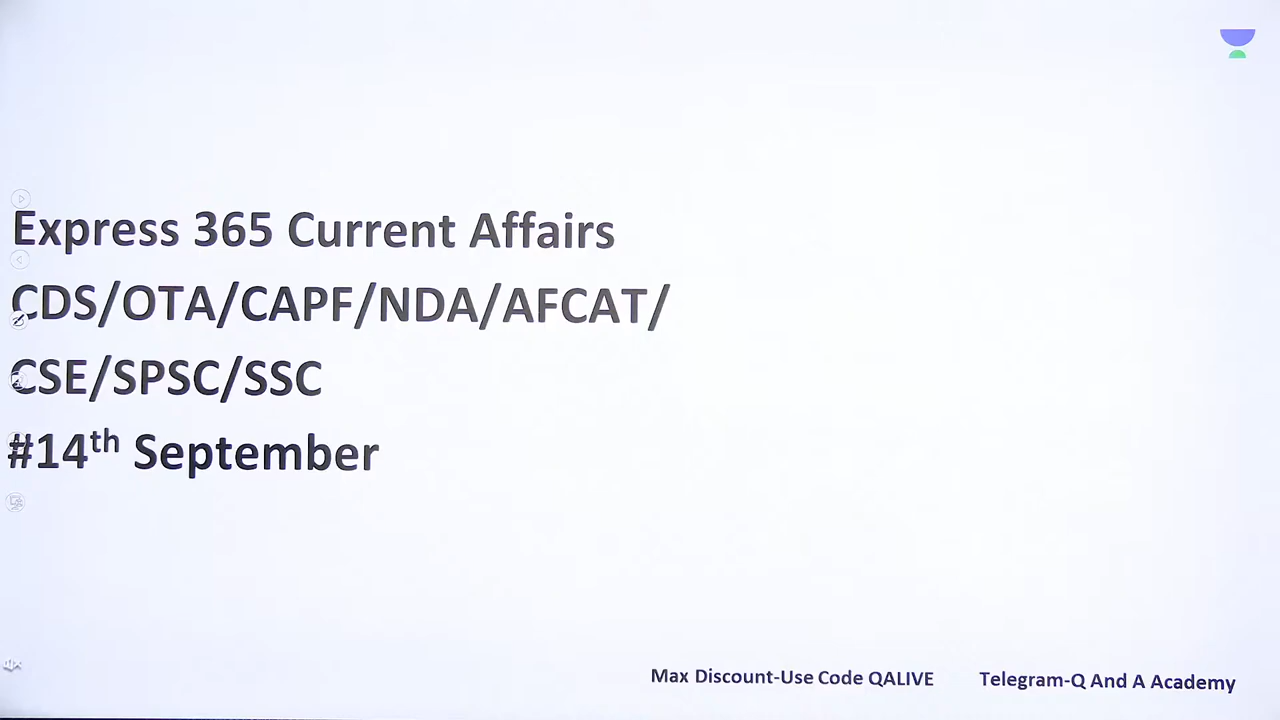 Express 365 Current Affairs
CDS/OTA/CAPF/NDA/AFCAT/
CSE/SPSC/SSC
#14th September
Max Discount-Use Code QALIVE
Telegram-Q And A Academy